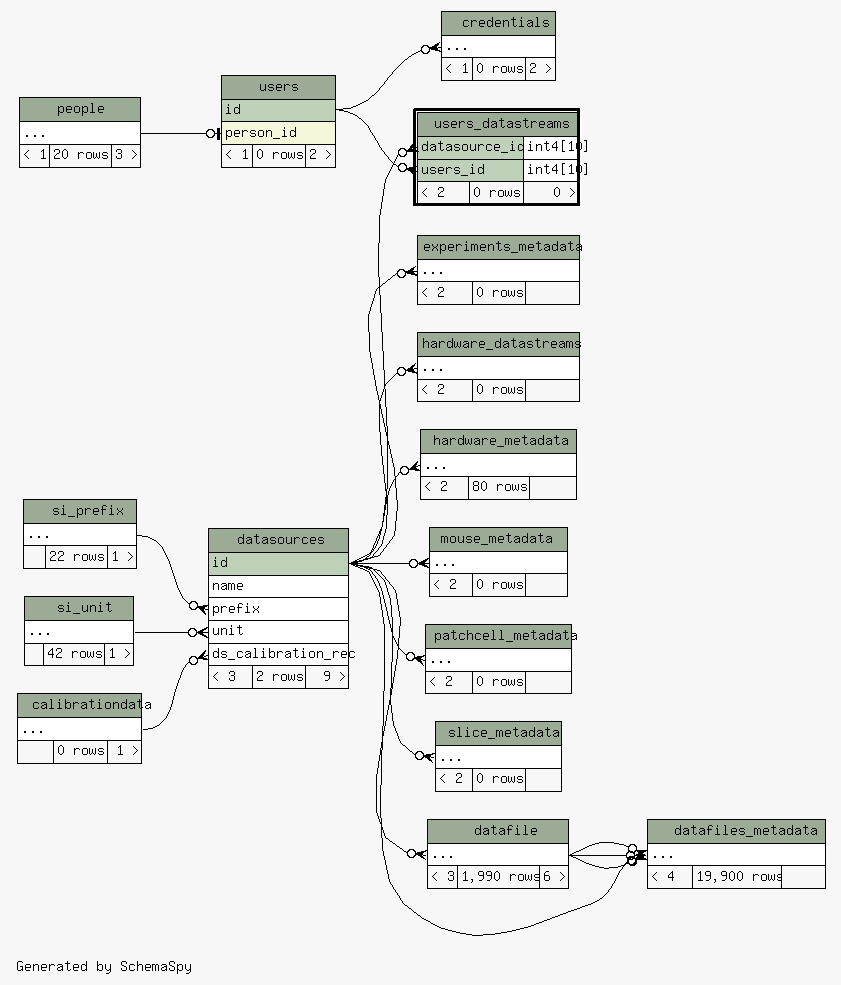 credentials
...
< 1 0 rows 2 >
users
id
person_id
< 1 0 rows 2 >
people
...
< 1 20 rows 3 >
users_datastreams
datasource_id int4[10]
users_id int4[10]
< 2 0 rows 0 >
experiments_metadata
...
< 2 0 rows
hardware_datastreams
...
< 2 0 rows
hardware_metadata
...
< 2 80 rows
si_prefix
...
22 rows 1 >
si_unit
...
42 rows 1 >
calibrationdata
...
0 rows 1 >
datasources
id
name
prefix
unit
ds_calibration_rec
< 3 2 rows 9 >
mouse_metadata
...
< 2 0 rows
patchcell_metadata
...
< 2 0 rows
slice_metadata
...
< 2 0 rows
datafile
...
< 3 1,990 rows 6 >
datafiles_metadata
...
< 4 19,900 rows
Generated by SchemaSpy